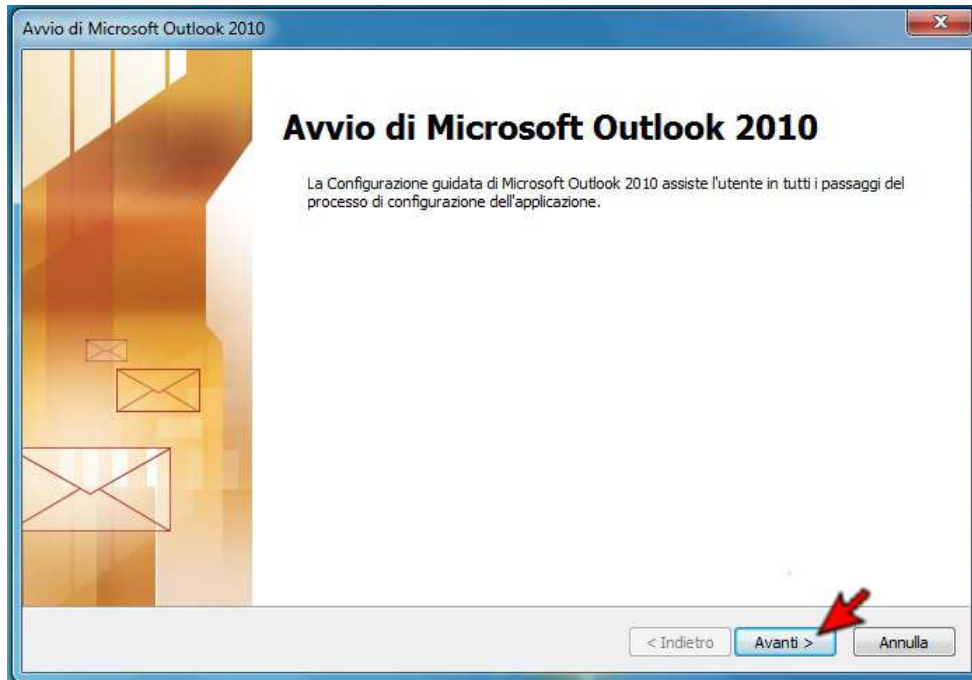 Avvio di Microsoft Outlook 2010
Avvio di Microsoft Outlook 2010
La Configurazione guidata di Microsoft Outlook 2010 assiste l'utente in tutti i passaggi del
processo di configurazione dell'applicazione.
< Indietro Avanti > Annulla